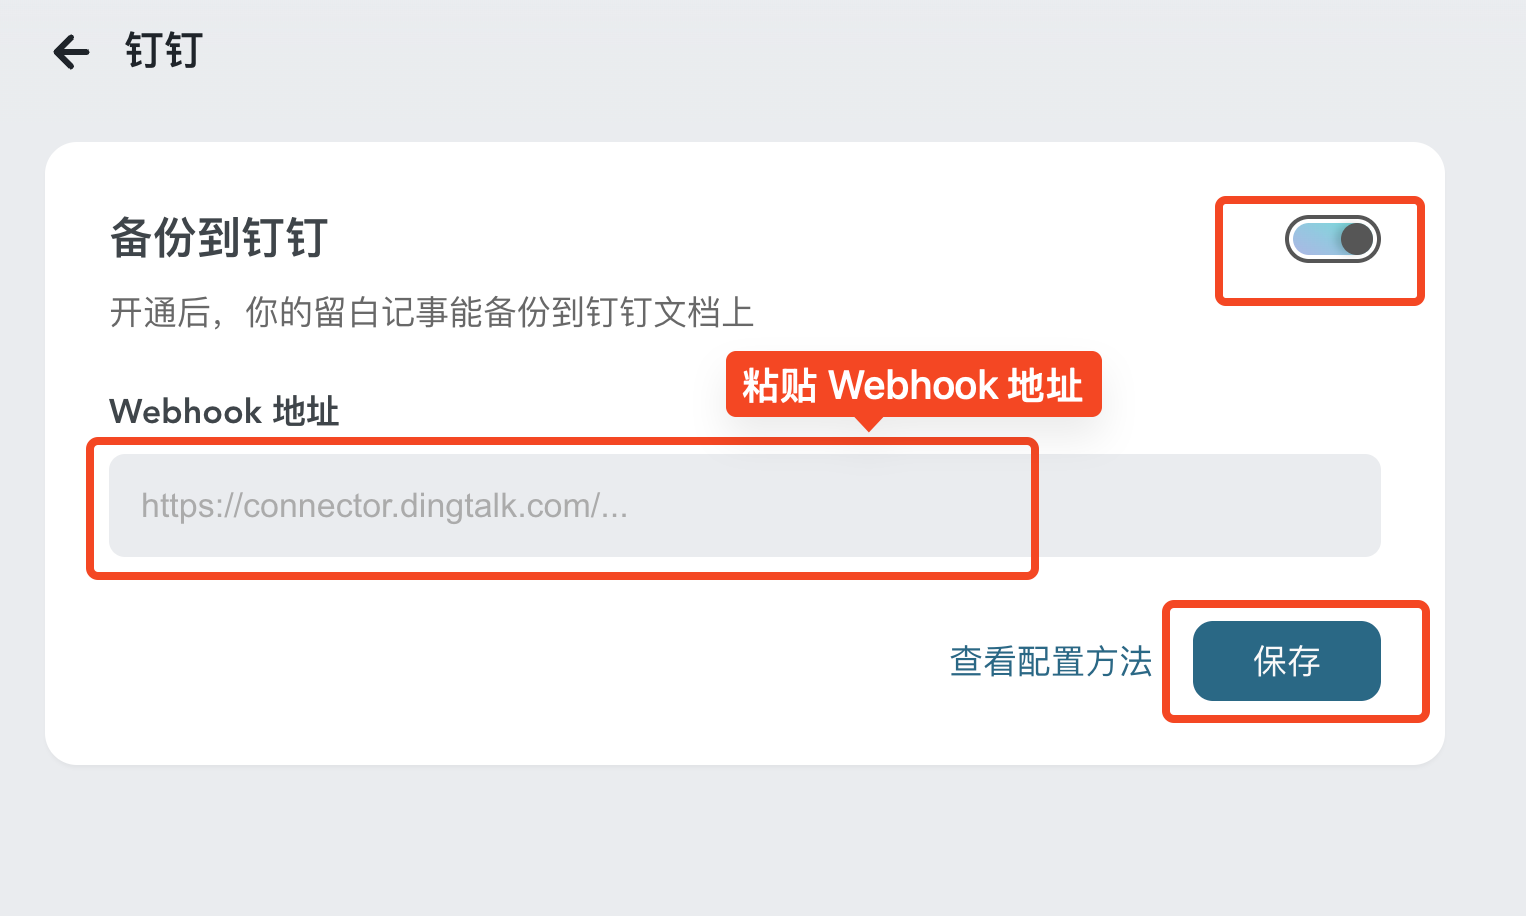 钉钉
备份到钉钉
开通后，你的留白记事能备份到钉钉文档上
粘贴 Webhook 地址
Webhook 地址
https://connector.dingtalk.com/...
查看配置方法
保存